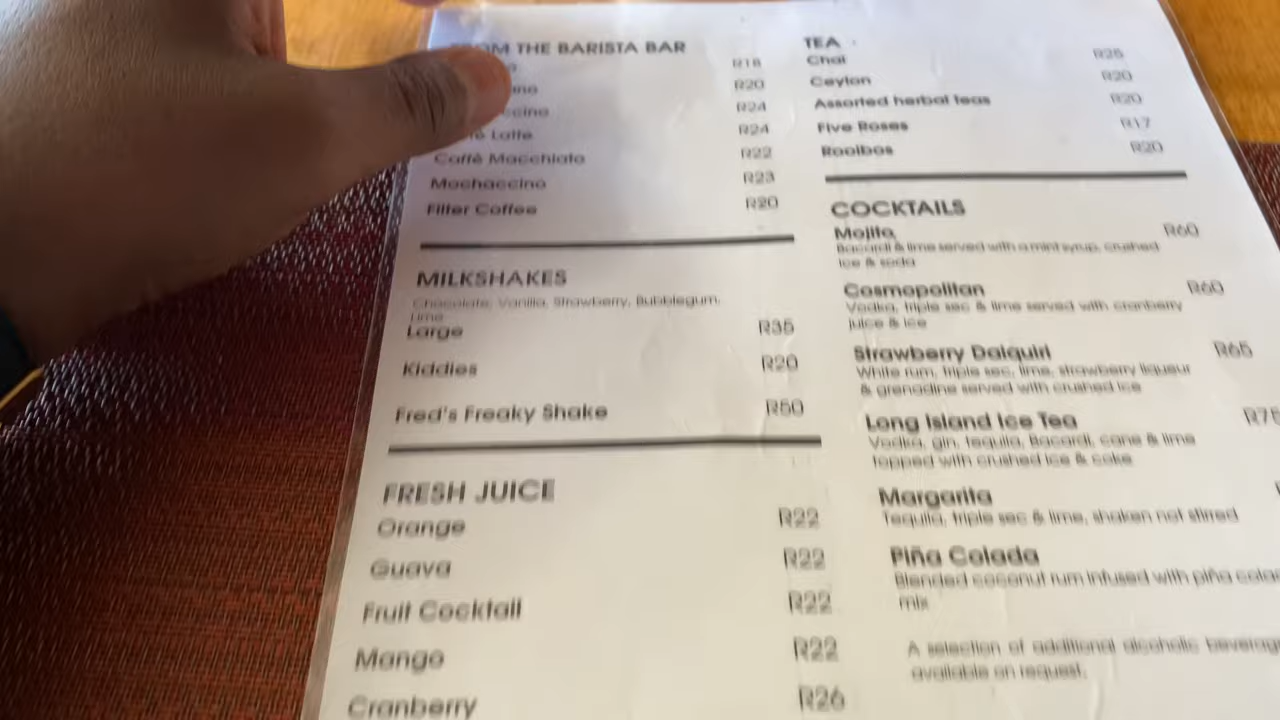 THE BARISTA BAR
R18
R20
R24
Latte R24
Caffé Macchiato R22
Mochaccino R23
Filter Coffee R20
MILKSHAKES
Chocolate, Vanilla, Strawberry, Bubblegum,
Lime
Large R35
Kiddies R20
Fred's Freaky Shake R50
FRESH JUICE
Orange R22
Guava R22
Fruit Cocktail R22
Mango R22
Cranberry R26
TEA
Chai R25
Ceylon R20
Assorted herbal teas R20
Five Roses R17
Rooibos R20
COCKTAILS
Mojito R60
Bacardi & lime served with a mint syrup, crushed
ice & soda
Cosmopolitan R60
Vodka, triple sec & lime served with cranberry
juice & ice
Strawberry Daiquiri R65
White rum, triple sec, lime, strawberry liqueur
& grenadine served with crushed ice
Long Island Ice Tea R75
Vodka, gin, tequila, Bacardi, cane & lime
topped with crushed ice & coke
Margarita
Tequila, triple sec & lime, shaken not stirred
Piña Colada
Blended coconut rum infused with piña
mix
A selection of additional alcoholic
available on request.